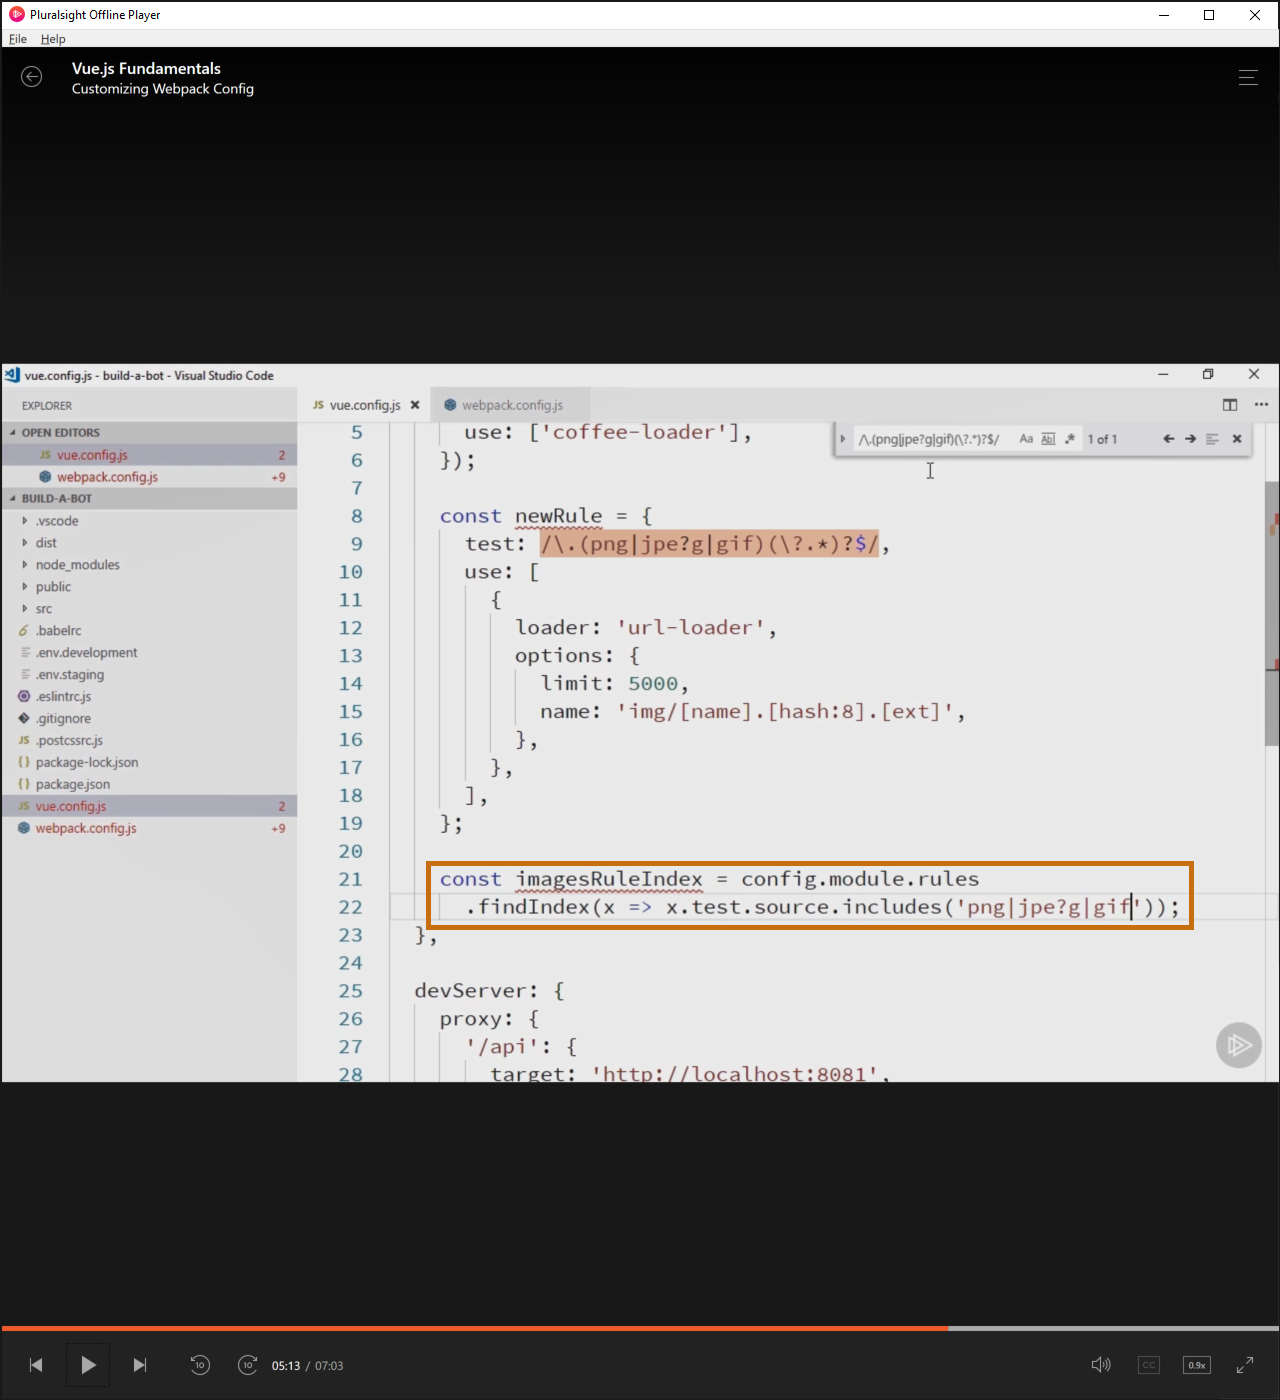 Pluralsight Offline Player
File Help
Vue.js Fundamentals
Customizing Webpack Config
vue.config.js - build-a-bot - Visual Studio Code
EXPLORER
OPEN EDITORS
JS vue.config.js 2
webpack.config.js +9
BUILD-A-BOT
.vscode
dist
node_modules
public
src
.babelrc
.env.development
.env.staging
.eslintrc.js
.gitignore
JS .postcssrc.js
{} package-lock.json
{} package.json
JS vue.config.js 2
webpack.config.js +9
JS vue.config.js
webpack.config.js
/\.(png|jpe?g|gif)(\?.*)?$/ Aa Abl .* 1 of 1
5 use: ['coffee-loader'],
6 });
7
8 const newRule = {
9 test: /\.(png|jpe?g|gif)(\?.*)?$/,
10 use: [
11 {
12 loader: 'url-loader',
13 options: {
14 limit: 5000,
15 name: 'img/[name].[hash:8].[ext]',
16 },
17 },
18 ],
19 };
20
21 const imagesRuleIndex = config.module.rules
22 .findIndex(x => x.test.source.includes('png|jpe?g|gif'));
23 },
24
25 devServer: {
26 proxy: {
27 '/api': {
28 target: 'http://localhost:8081',
10 10 05:13 / 07:03 CC 0.9x